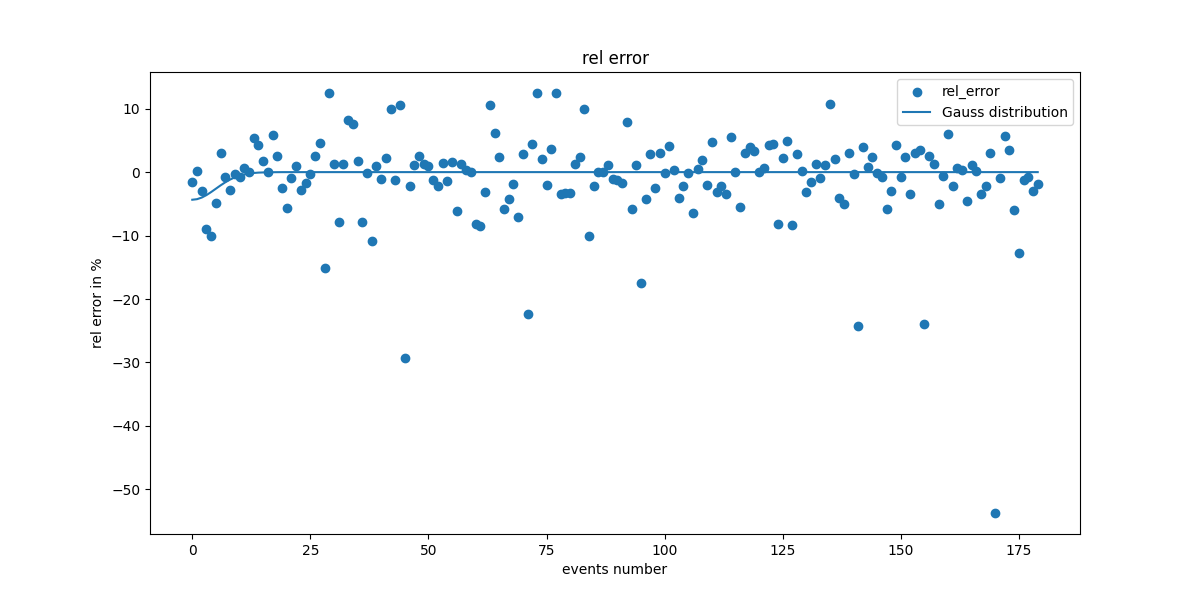 rel error
rel_error
Gauss distribution
10
0
−10
−20
−30
−40
−50
rel error in %
0 25 50 75 100 125 150 175
events number